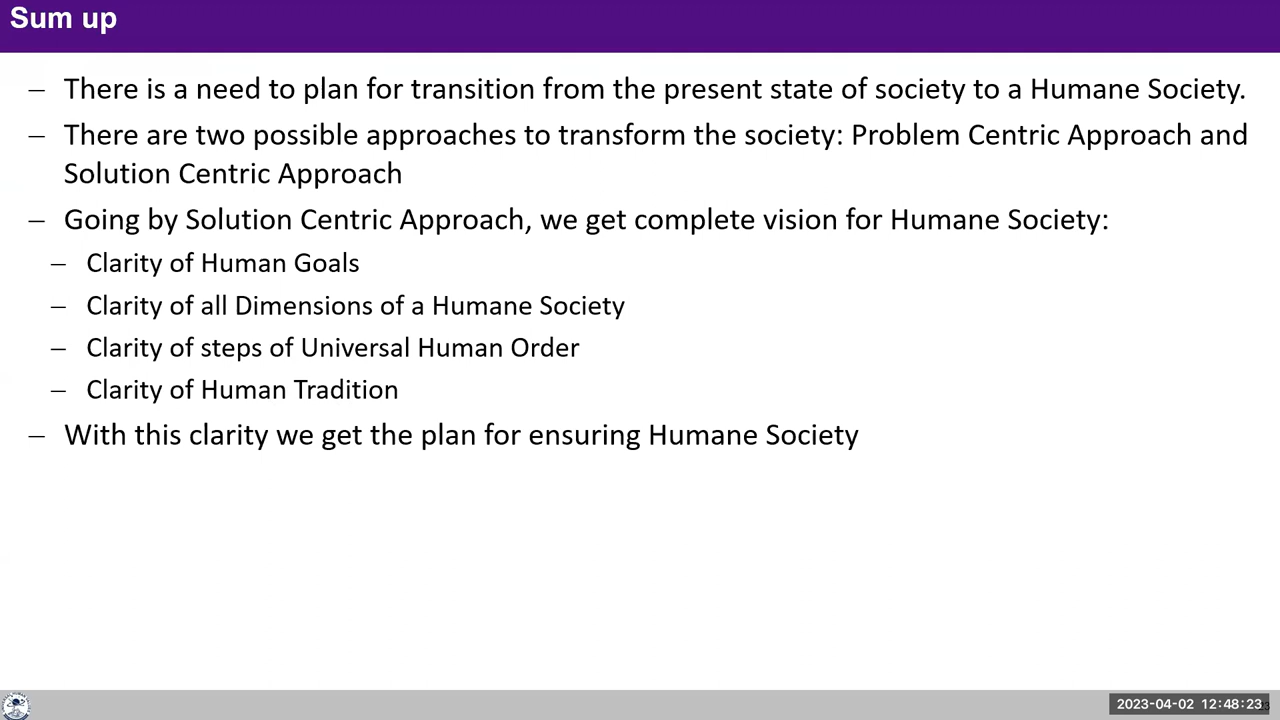 Sum up
– There is a need to plan for transition from the present state of society to a Humane Society.
– There are two possible approaches to transform the society: Problem Centric Approach and
Solution Centric Approach
– Going by Solution Centric Approach, we get complete vision for Humane Society:
– Clarity of Human Goals
– Clarity of all Dimensions of a Humane Society
– Clarity of steps of Universal Human Order
– Clarity of Human Tradition
– With this clarity we get the plan for ensuring Humane Society
2023-04-02 12:48:23